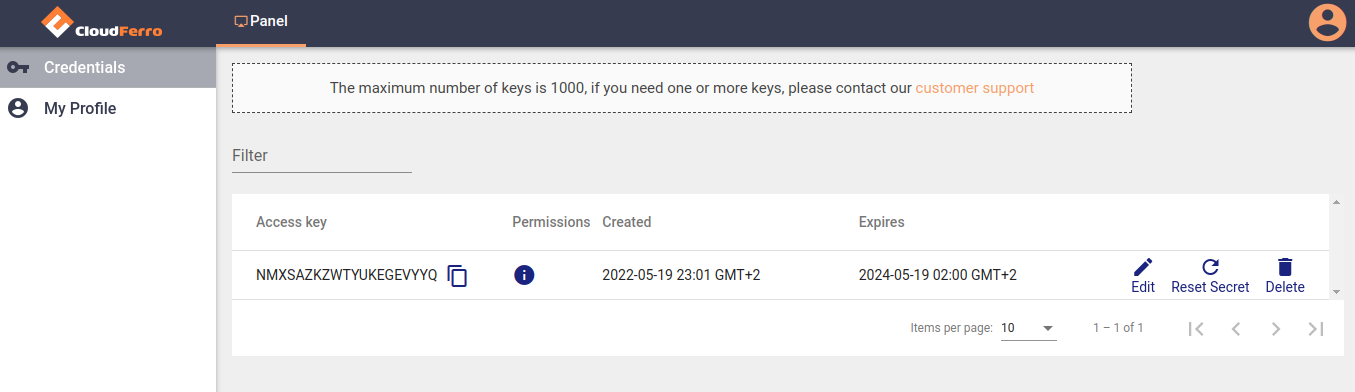 CloudFerro
Panel
Credentials
My Profile
The maximum number of keys is 1000, if you need one or more keys, please contact our customer support
Filter
Access key Permissions Created Expires
NMXSAZKZWTYUKEGEVYYQ 2022-05-19 23:01 GMT+2 2024-05-19 02:00 GMT+2 Edit Reset Secret Delete
Items per page: 10 1 – 1 of 1